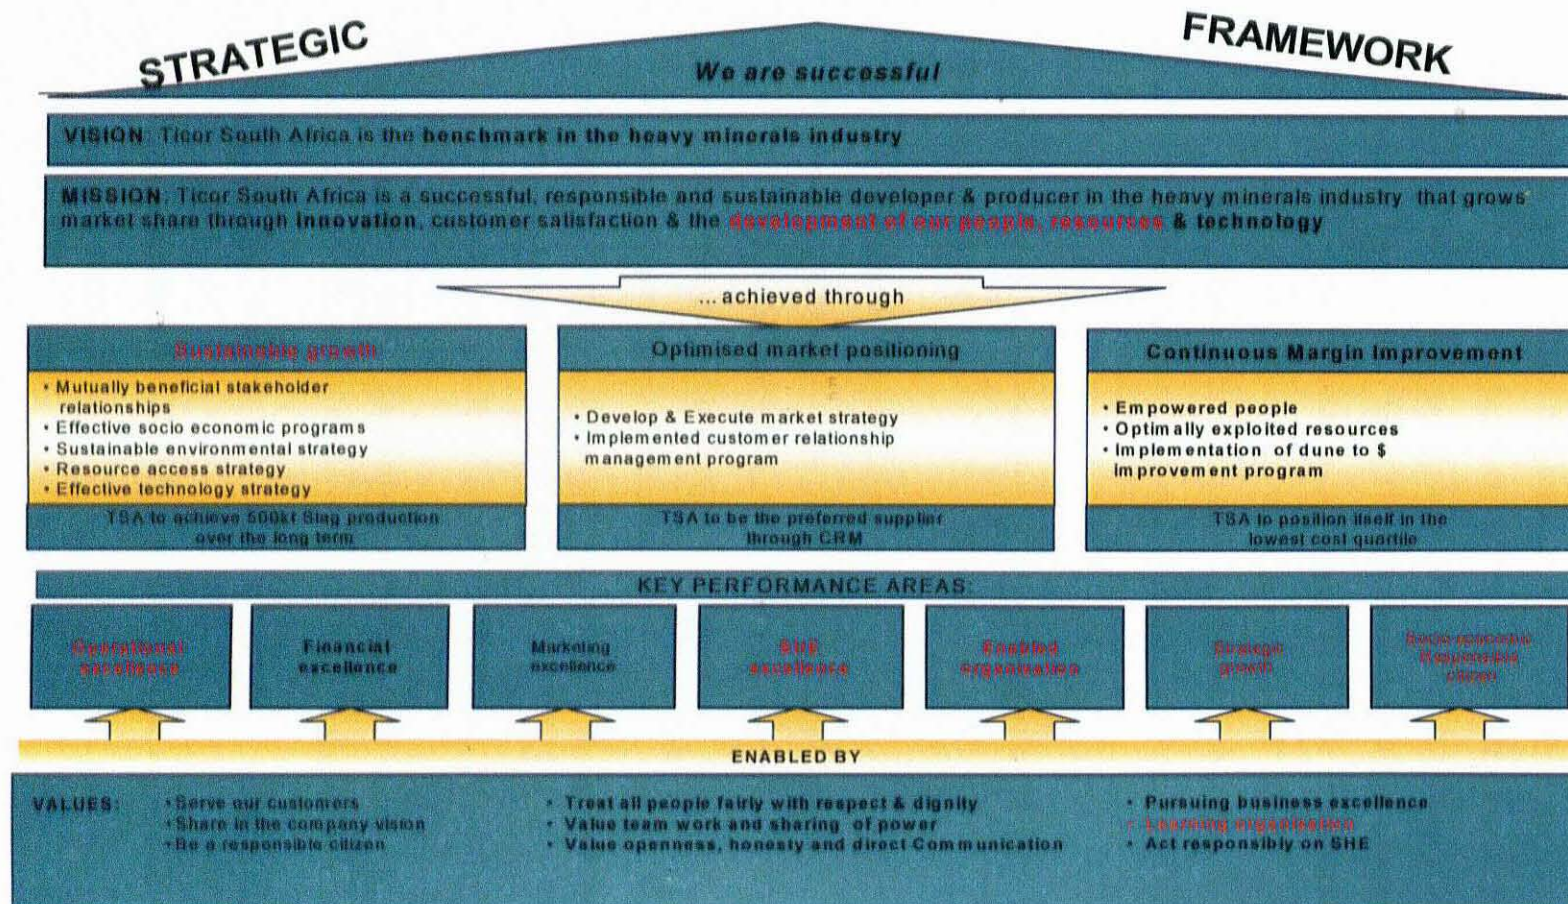 STRATEGIC
FRAMEWORK
We are successful
VISION: Ticor South Africa is the benchmark in the heavy minerals industry
MISSION: Ticor South Africa is a successful, responsible and sustainable developer & producer in the heavy minerals industry that grows
market share through innovation, customer satisfaction & the development of our people, resources & technology
... achieved through
Sustainable growth
• Mutually beneficial stakeholder
relationships
• Effective socio economic programs
• Sustainable environmental strategy
• Resource access strategy
• Effective technology strategy
TSA to achieve 500kt Slag production
over the long term
Optimised market positioning
• Develop & Execute market strategy
• Implemented customer relationship
management program
TSA to be the preferred supplier
through CRM
Continuous Margin Improvement
• Empowered people
• Optimally exploited resources
• Implementation of dune to $
improvement program
TSA to position itself in the
lowest cost quartile
KEY PERFORMANCE AREAS:
Operational
excellence
Financial
excellence
Marketing
excellence
SHE
excellence
Enabled
organisation
Strategic
growth
Socio-economic
Responsible
citizen
ENABLED BY
VALUES:
• Serve our customers
• Share in the company vision
• Be a responsible citizen
• Treat all people fairly with respect & dignity
• Value team work and sharing of power
• Value openness, honesty and direct Communication
• Pursuing business excellence
• Learning organisation
• Act responsibly on SHE